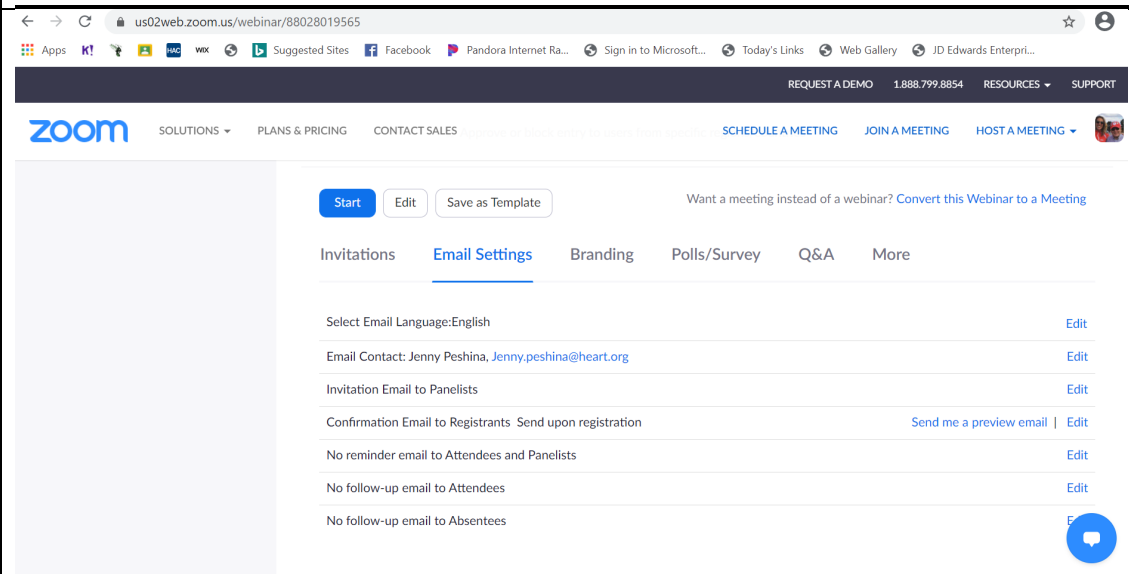 us02web.zoom.us/webinar/88028019565
Apps K! HAC WIX Suggested Sites Facebook Pandora Internet Ra... Sign in to Microsoft... Today's Links Web Gallery JD Edwards Enterpri...
REQUEST A DEMO 1.888.799.8854 RESOURCES SUPPORT
zoom SOLUTIONS PLANS & PRICING CONTACT SALES SCHEDULE A MEETING JOIN A MEETING HOST A MEETING
Start Edit Save as Template Want a meeting instead of a webinar? Convert this Webinar to a Meeting
Invitations Email Settings Branding Polls/Survey Q&A More
Select Email Language:English Edit
Email Contact: Jenny Peshina, Jenny.peshina@heart.org Edit
Invitation Email to Panelists Edit
Confirmation Email to Registrants Send upon registration Send me a preview email | Edit
No reminder email to Attendees and Panelists Edit
No follow-up email to Attendees Edit
No follow-up email to Absentees